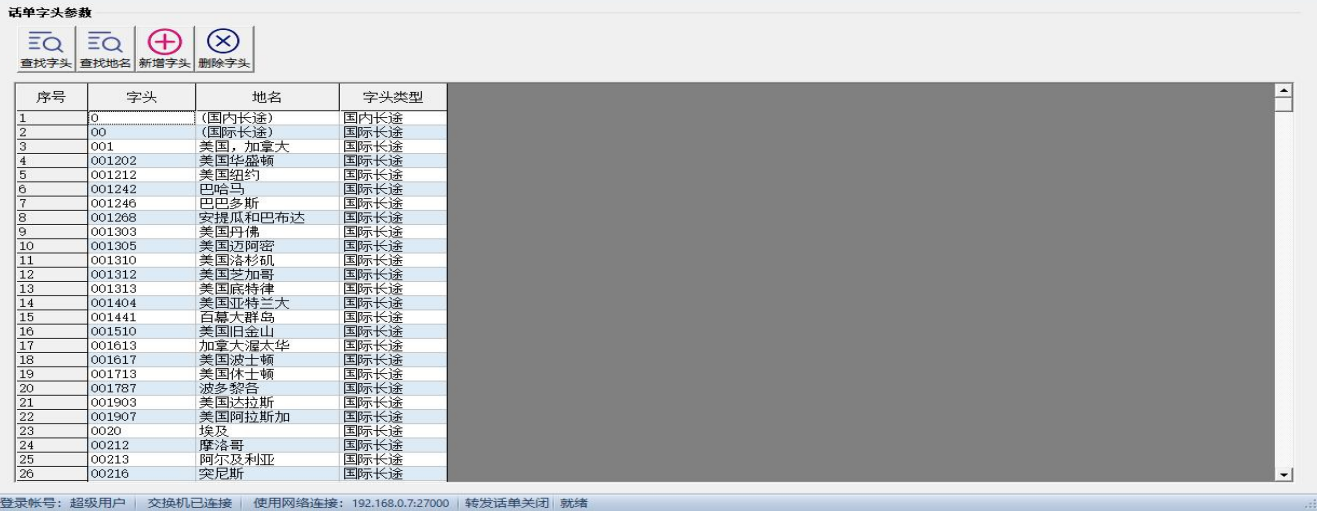 话单字头参数
查找字头 查找地名 新增字头 删除字头
序号 字头 地名 字头类型
1 0 (国内长途) 国内长途
2 00 (国际长途) 国际长途
3 001 美国，加拿大 国际长途
4 001202 美国华盛顿 国际长途
5 001212 美国纽约 国际长途
6 001242 巴哈马 国际长途
7 001246 巴巴多斯 国际长途
8 001268 安提瓜和巴布达 国际长途
9 001303 美国丹佛 国际长途
10 001305 美国迈阿密 国际长途
11 001310 美国洛杉矶 国际长途
12 001312 美国芝加哥 国际长途
13 001313 美国底特律 国际长途
14 001404 美国亚特兰大 国际长途
15 001441 百慕大群岛 国际长途
16 001510 美国旧金山 国际长途
17 001613 加拿大渥太华 国际长途
18 001617 美国波士顿 国际长途
19 001713 美国休士顿 国际长途
20 001787 波多黎各 国际长途
21 001903 美国达拉斯 国际长途
22 001907 美国阿拉斯加 国际长途
23 0020 埃及 国际长途
24 00212 摩洛哥 国际长途
25 00213 阿尔及利亚 国际长途
26 00216 突尼斯 国际长途
登录帐号：超级用户 交换机已连接 使用网络连接：192.168.0.7:27000 转发话单关闭 就绪